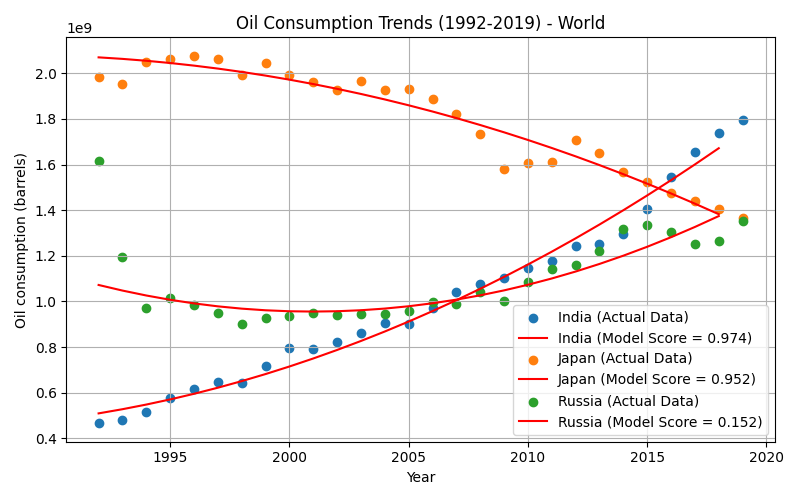 Oil Consumption Trends (1992-2019) - World
1e9
2.0
1.8
1.6
1.4
1.2
1.0
0.8
0.6
0.4
Oil consumption (barrels)
India (Actual Data)
India (Model Score = 0.974)
Japan (Actual Data)
Japan (Model Score = 0.952)
Russia (Actual Data)
Russia (Model Score = 0.152)
1995
2000
2005
2010
2015
2020
Year